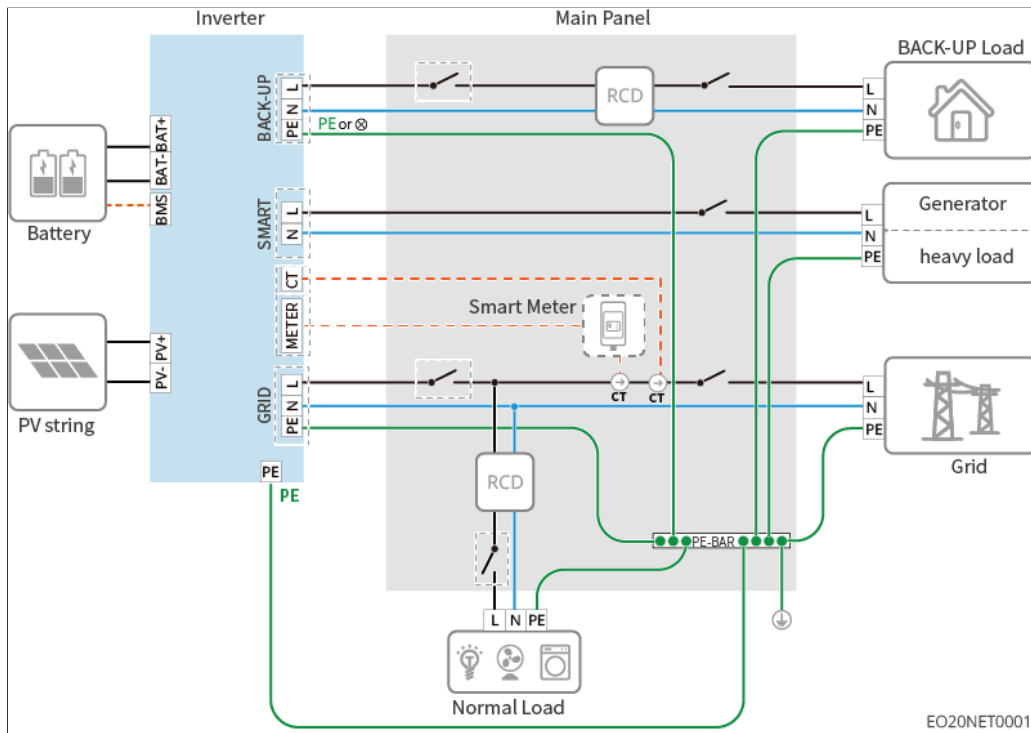 Inverter
Main Panel
BACK-UP Load
BACK-UP
L
N
PE
PE or ⊗
RCD
L
N
PE
BAT+
BAT-
BMS
Battery
SMART
L
N
L
N
PE
Generator
heavy load
CT
METER
Smart Meter
CT
CT
PV+
PV-
PV string
GRID
L
N
PE
L
N
PE
Grid
PE
PE
RCD
PE-BAR
L
N
PE
Normal Load
EO20NET0001